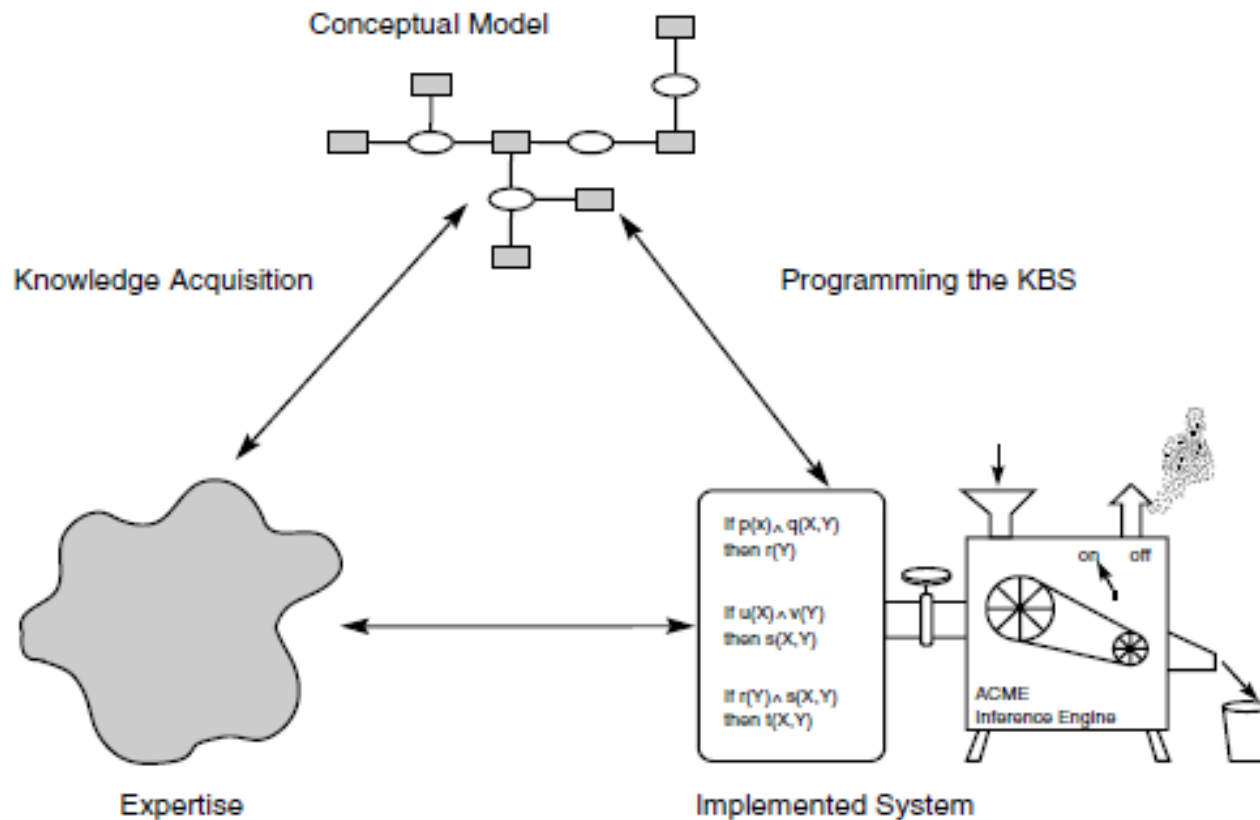 Conceptual Model
Knowledge Acquisition
Programming the KBS
If p(x)∧ q(X,Y)
then r(Y)
If u(X)∧ v(Y)
then s(X,Y)
If r(Y)∧ s(X,Y)
then t(X,Y)
on off
ACME
Inference Engine
Expertise
Implemented System